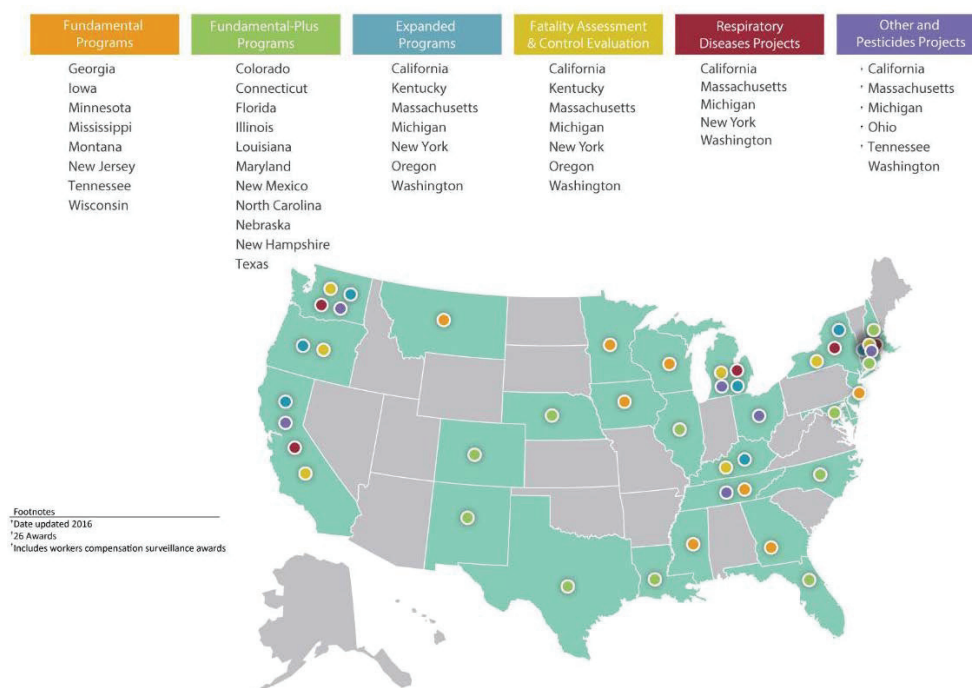 Fundamental
Programs
Georgia
Iowa
Minnesota
Mississippi
Montana
New Jersey
Tennessee
Wisconsin
Fundamental-Plus
Programs
Colorado
Connecticut
Florida
Illinois
Louisiana
Maryland
New Mexico
North Carolina
Nebraska
New Hampshire
Texas
Expanded
Programs
California
Kentucky
Massachusetts
Michigan
New York
Oregon
Washington
Fatality Assessment
& Control Evaluation
California
Kentucky
Massachusetts
Michigan
New York
Oregon
Washington
Respiratory
Diseases Projects
California
Massachusetts
Michigan
New York
Washington
Other and
Pesticides Projects
· California
· Massachusetts
· Michigan
· Ohio
· Tennessee
Washington
Footnotes
†Date updated 2016
†26 Awards
†Includes workers compensation surveillance awards